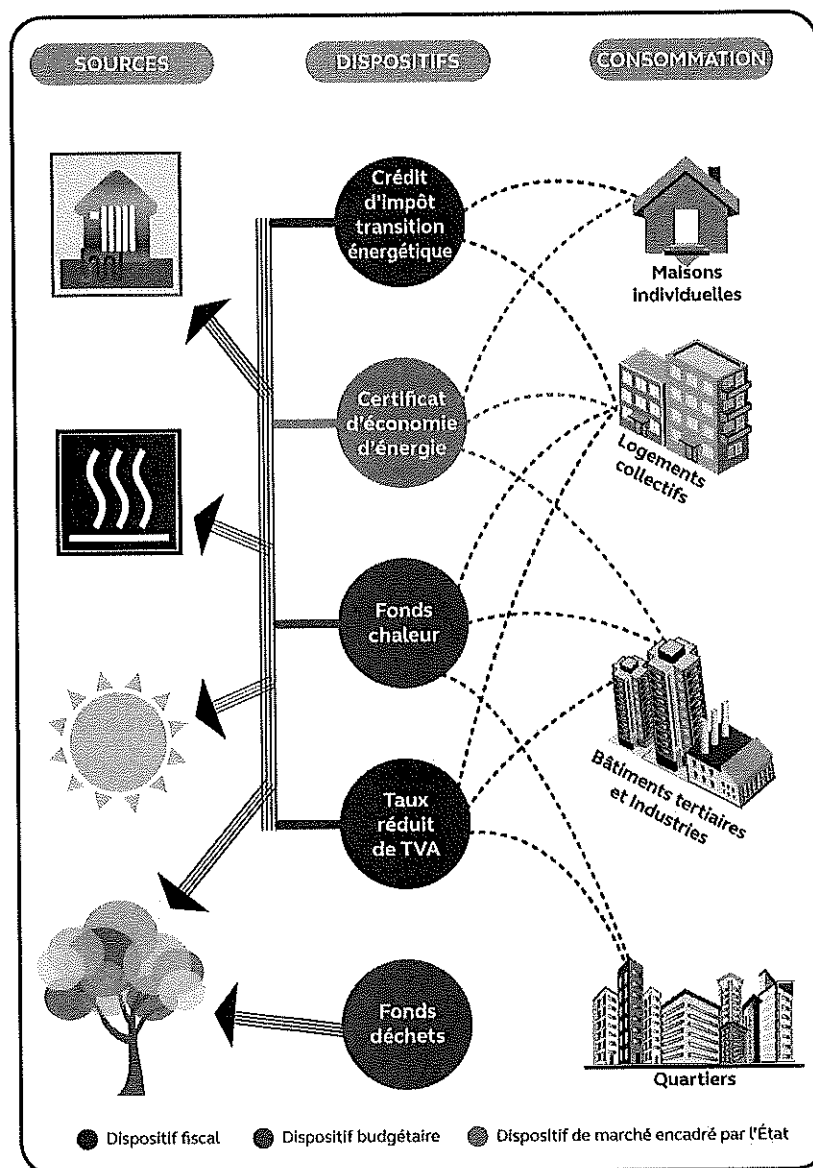 SOURCES
DISPOSITIFS
CONSOMMATION
Crédit
d'impôt
transition
énergétique
Maisons
individuelles
Certificat
d'économie
d'énergie
Logements
collectifs
Fonds
chaleur
Bâtiments tertiaires
et Industries
Taux
réduit
de TVA
Fonds
déchets
Quartiers
Dispositif fiscal
Dispositif budgétaire
Dispositif de marché encadré par l'État